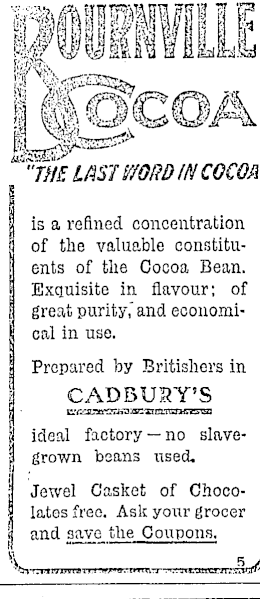 BOURNVILLE
COCOA
"THE LAST WORD IN COCOA
is a refined concentration
of the valuable constitu-
ents of the Cocoa Bean.
Exquisite in flavour; of
great purity, and economi-
cal in use.
Prepared by Britishers in
CADBURY'S
ideal factory — no slave-
grown beans used.
Jewel Casket of Choco-
lates free. Ask your grocer
and save the Coupons.
5